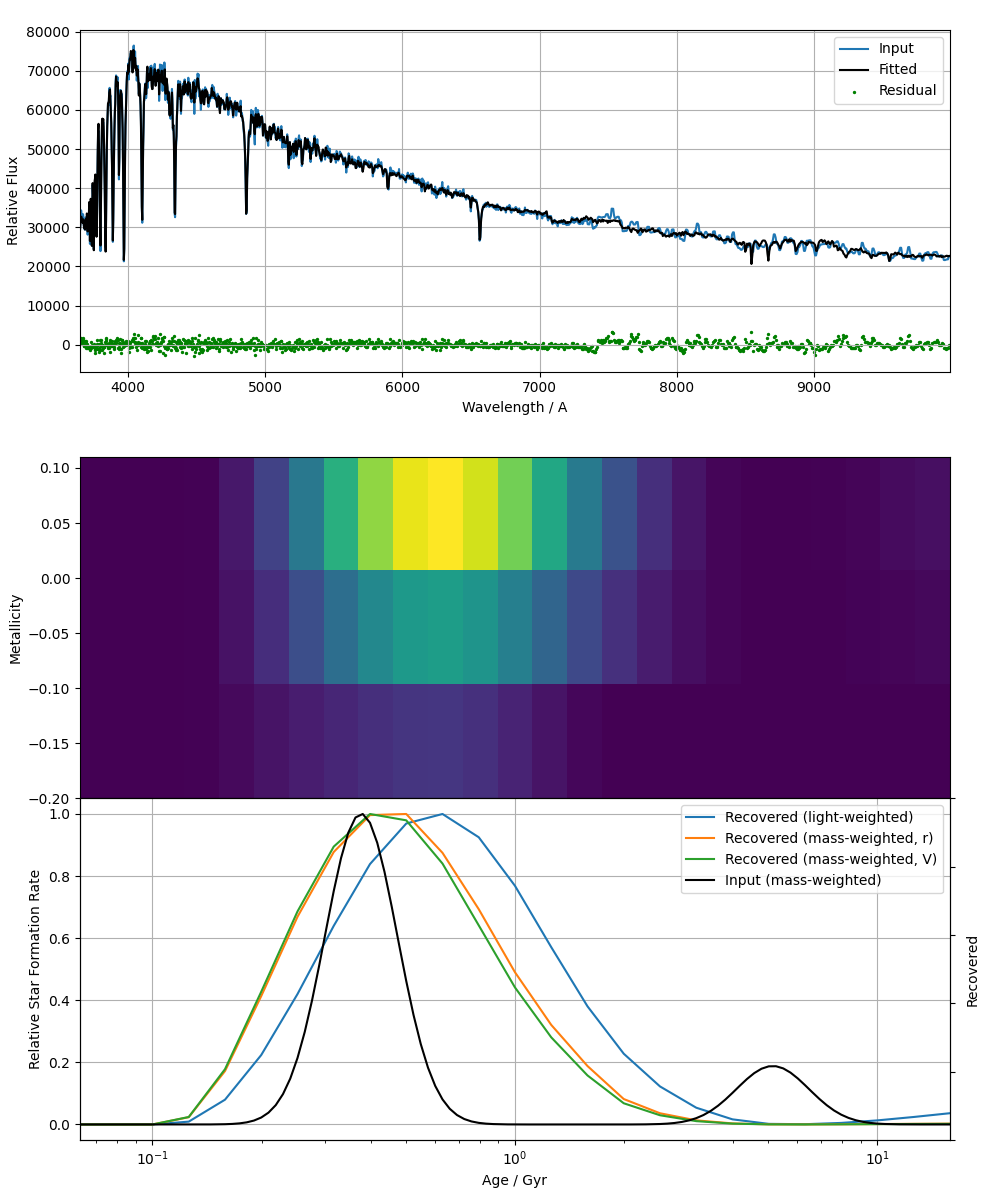 80000
70000
60000
50000
40000
30000
20000
10000
0
Relative Flux
Input
Fitted
Residual
4000 5000 6000 7000 8000 9000
Wavelength / A
0.10
0.05
0.00
−0.05
−0.10
−0.15
−0.20
Metallicity
1.0
0.8
0.6
0.4
0.2
0.0
Relative Star Formation Rate
Recovered (light-weighted)
Recovered (mass-weighted, r)
Recovered (mass-weighted, V)
Input (mass-weighted)
Recovered
10⁻¹ 10⁰ 10¹
Age / Gyr